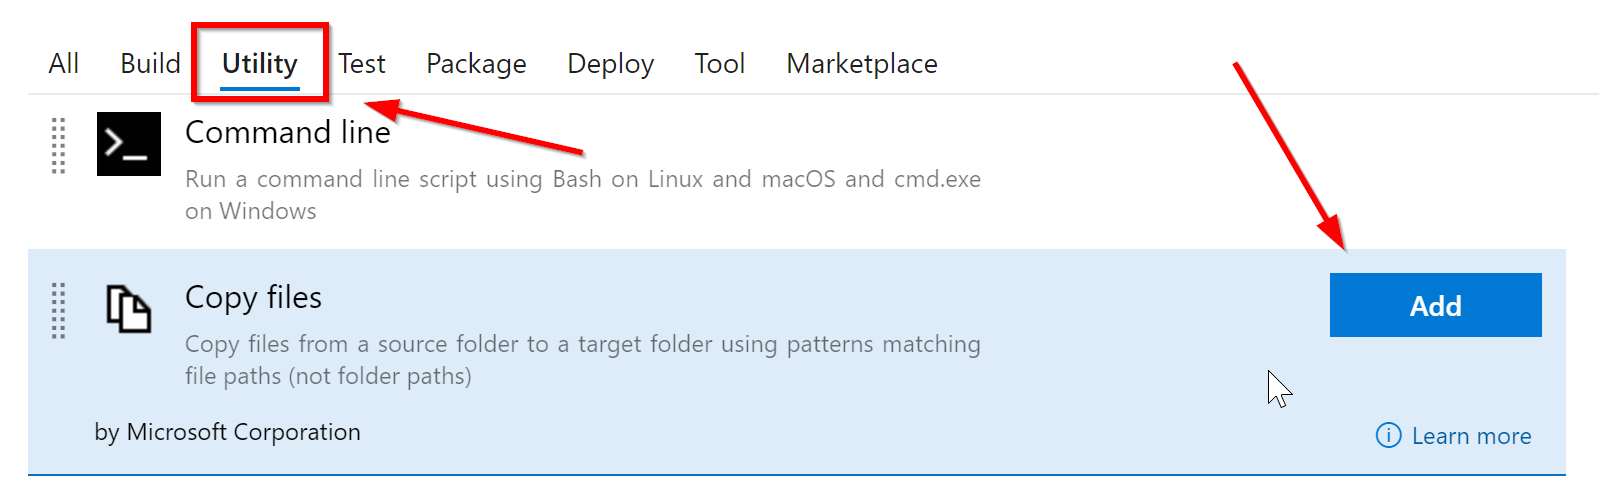 All Build Utility Test Package Deploy Tool Marketplace
Command line
Run a command line script using Bash on Linux and macOS and cmd.exe
on Windows
Copy files
Add
Copy files from a source folder to a target folder using patterns matching
file paths (not folder paths)
by Microsoft Corporation
Learn more